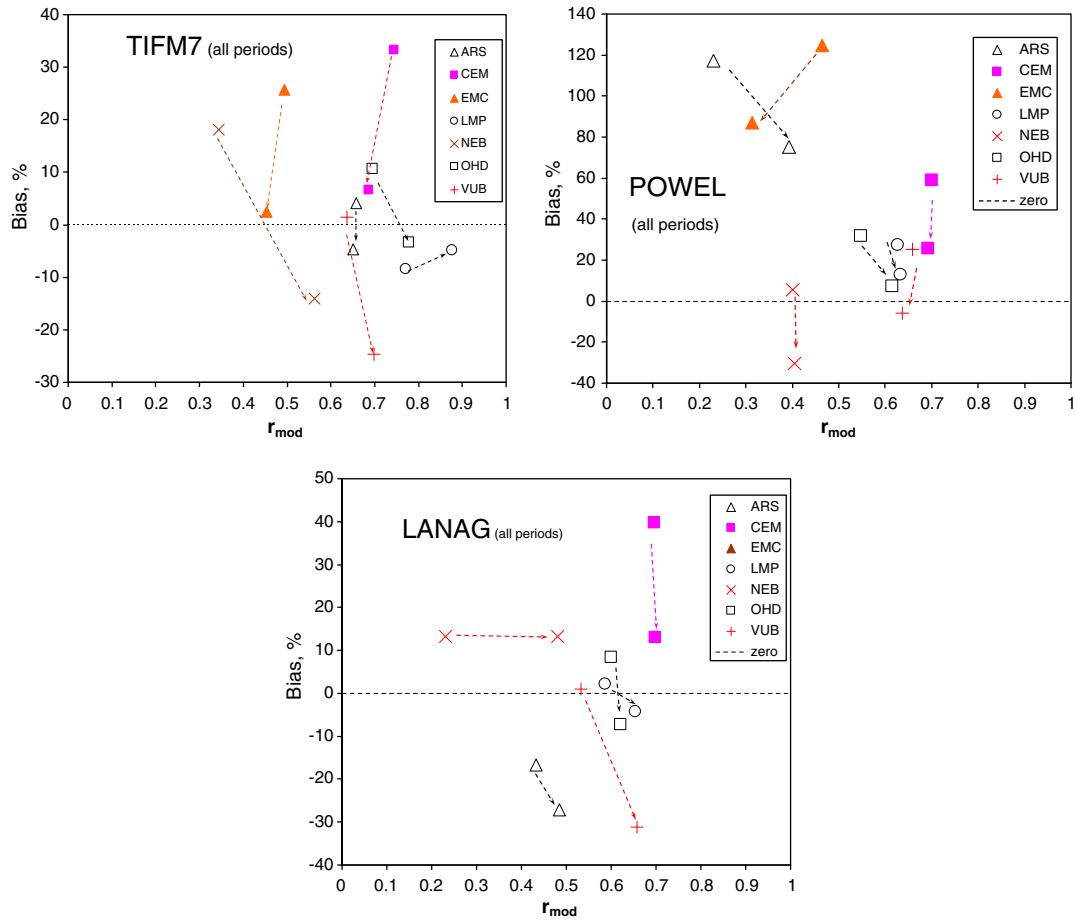 TIFM7 (all periods)
Bias, %
40
30
20
10
0
-10
-20
-30
0 0.1 0.2 0.3 0.4 0.5 0.6 0.7 0.8 0.9 1
rmod
ARS
CEM
EMC
LMP
NEB
OHD
VUB
POWEL
(all periods)
Bias, %
140
120
100
80
60
40
20
0
-20
-40
0 0.1 0.2 0.3 0.4 0.5 0.6 0.7 0.8 0.9 1
rmod
ARS
CEM
EMC
LMP
NEB
OHD
VUB
zero
LANAG (all periods)
Bias, %
50
40
30
20
10
0
-10
-20
-30
-40
0 0.1 0.2 0.3 0.4 0.5 0.6 0.7 0.8 0.9 1
rmod
ARS
CEM
EMC
LMP
NEB
OHD
VUB
zero